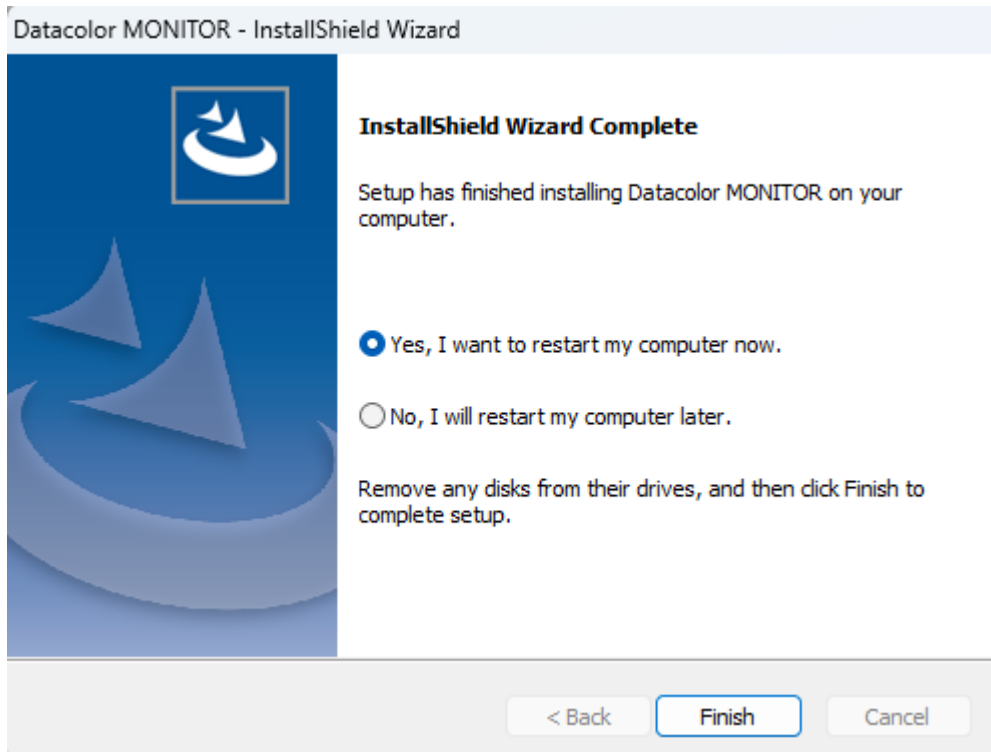 Datacolor MONITOR - InstallShield Wizard
InstallShield Wizard Complete
Setup has finished installing Datacolor MONITOR on your
computer.
Yes, I want to restart my computer now.
No, I will restart my computer later.
Remove any disks from their drives, and then click Finish to
complete setup.
< Back
Finish
Cancel